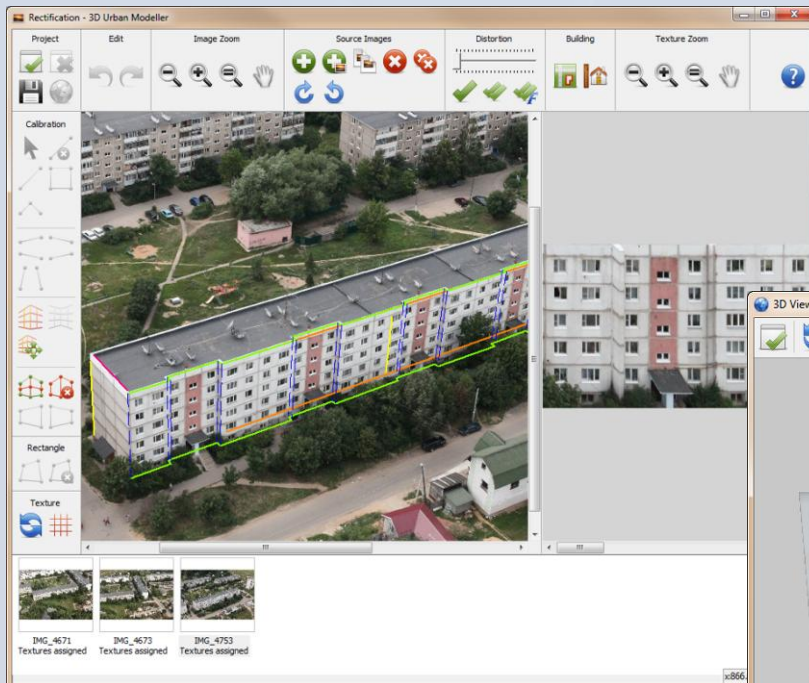 Rectification - 3D Urban Modeller
Project
Edit
Image Zoom
Source Images
Distortion
Building
Texture Zoom
Calibration
Rectangle
Texture
3D View
IMG_4671
Textures assigned
IMG_4673
Textures assigned
IMG_4753
Textures assigned
x:866.